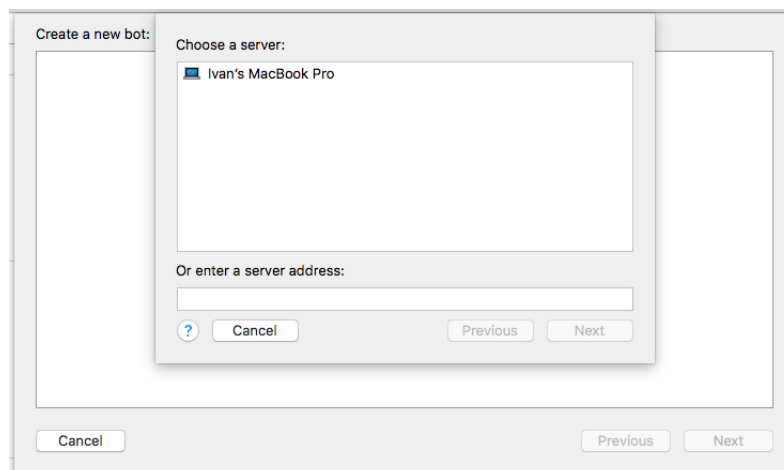 Create a new bot:
Choose a server:
Ivan's MacBook Pro
Or enter a server address:
?
Cancel
Previous
Next
Cancel
Previous
Next